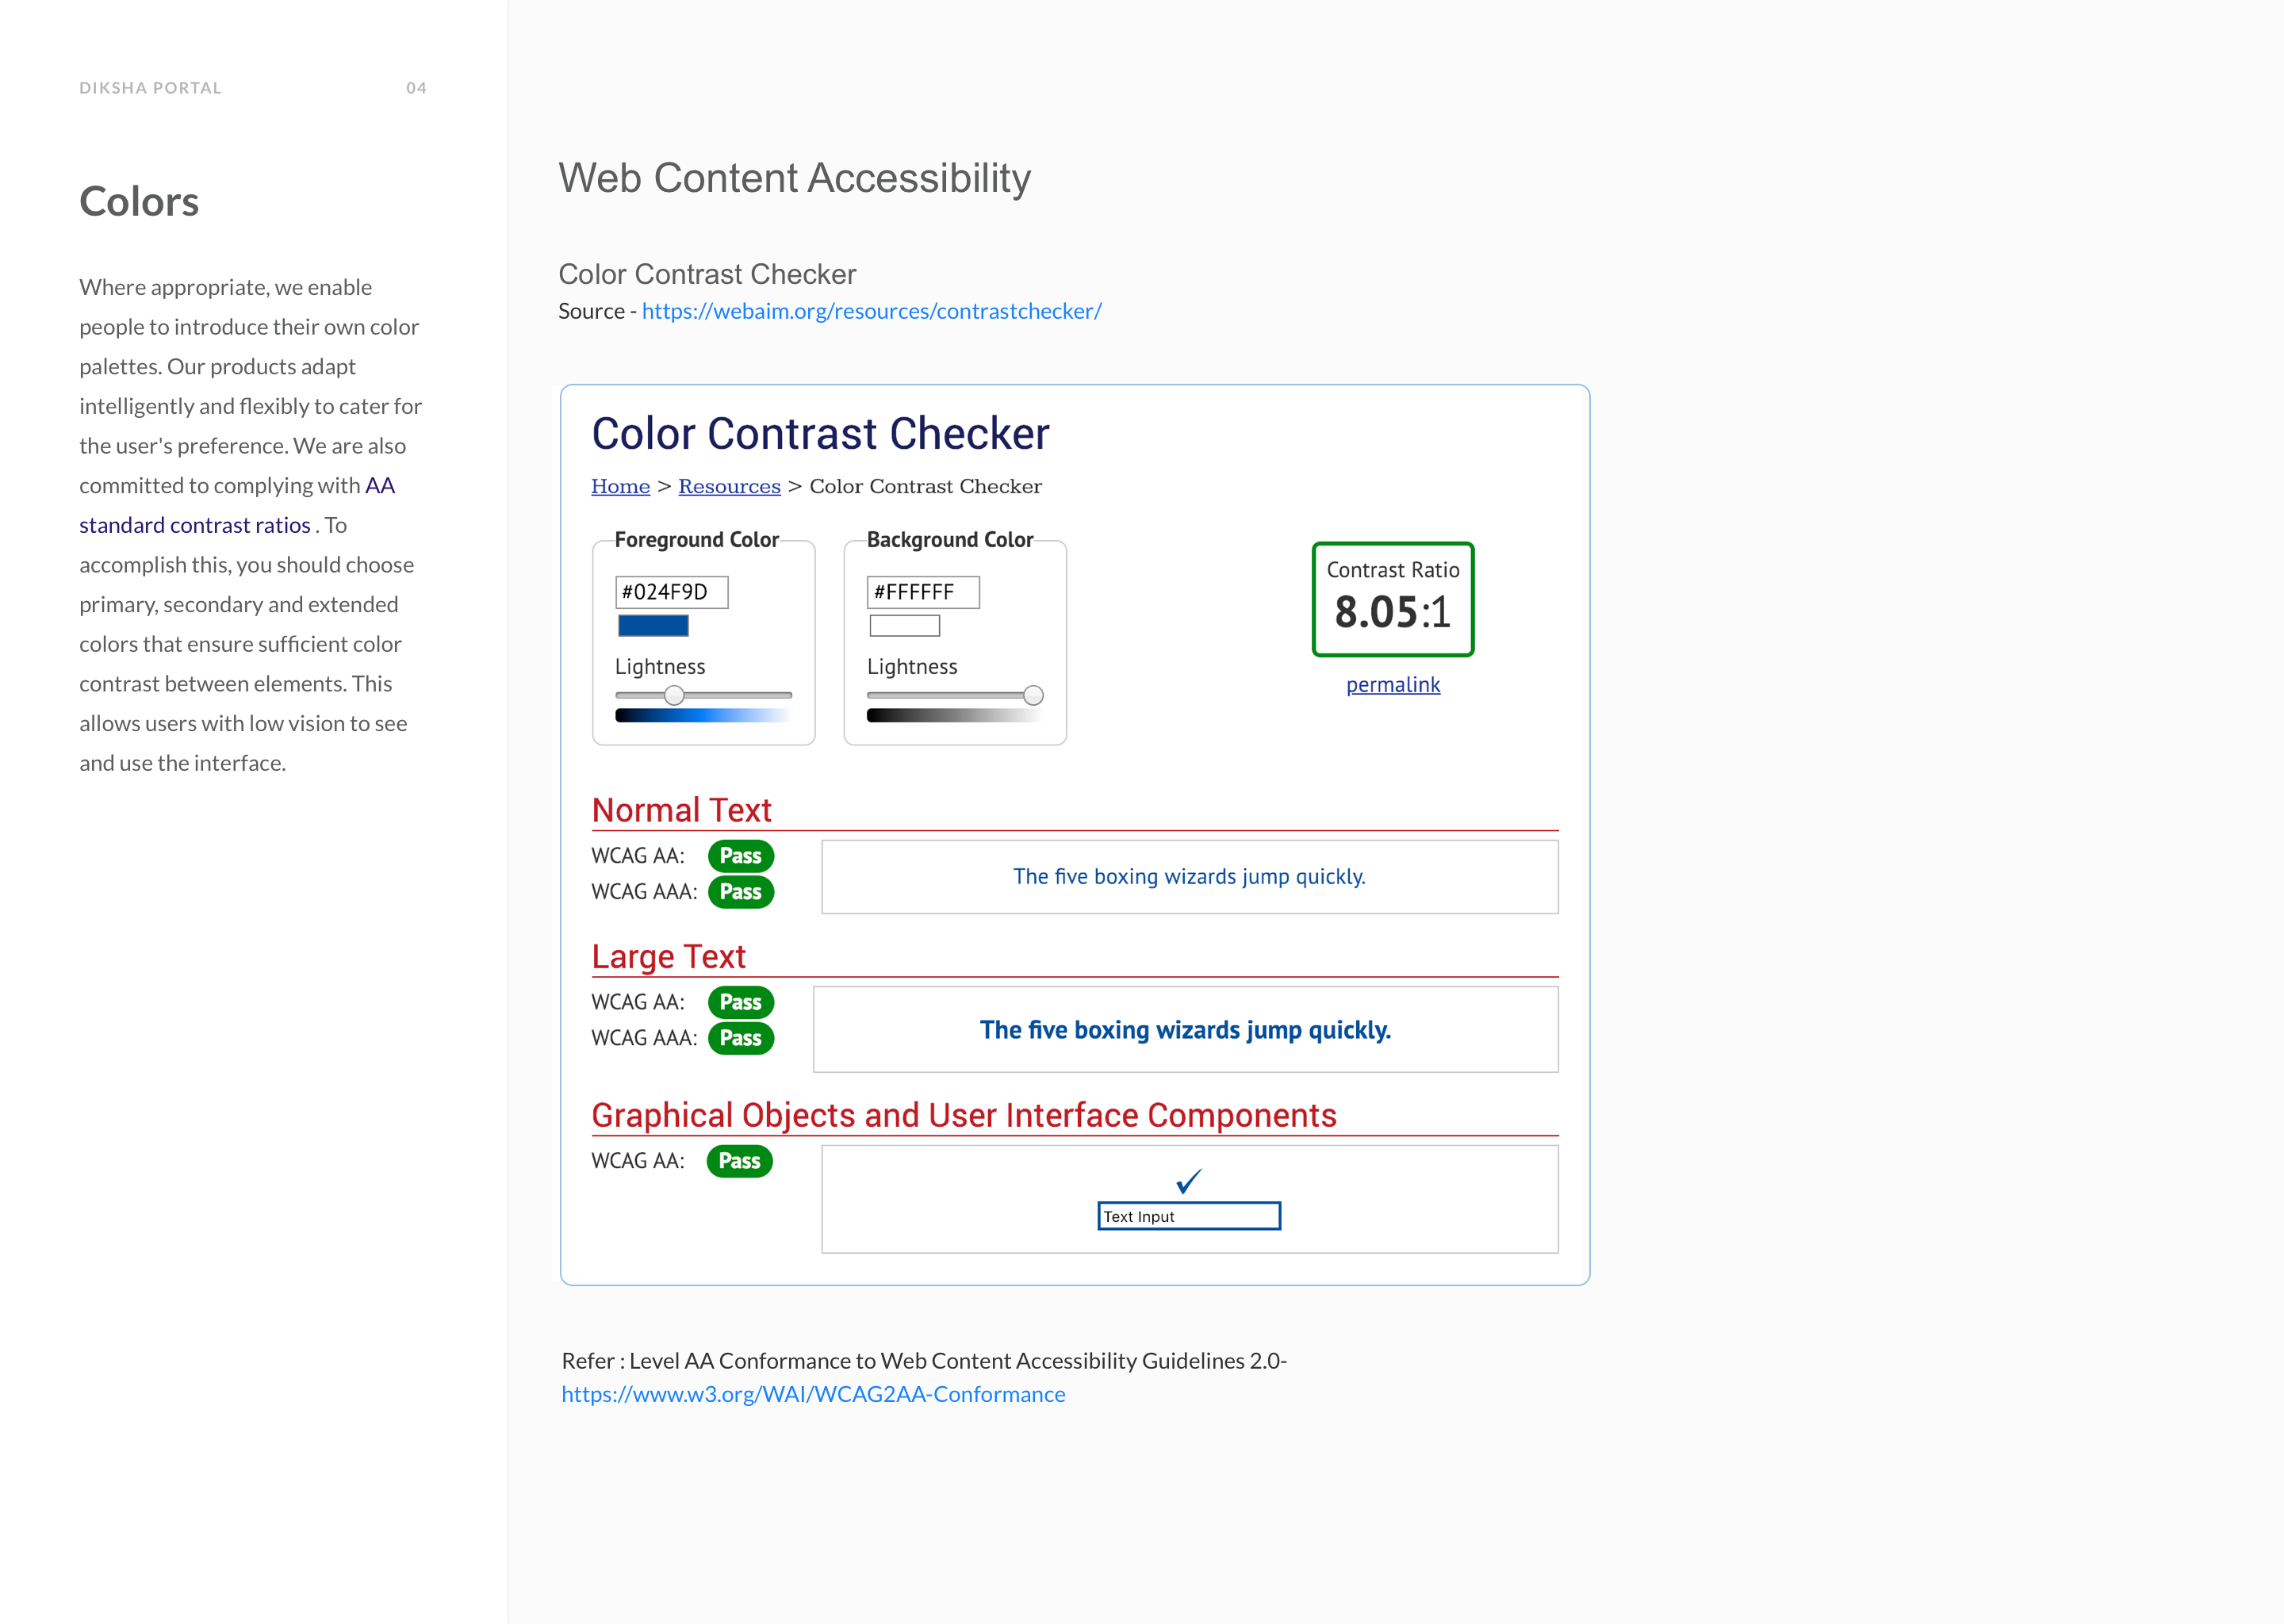 DIKSHA PORTAL 04
Colors
Where appropriate, we enable
people to introduce their own color
palettes. Our products adapt
intelligently and flexibly to cater for
the user's preference. We are also
committed to complying with AA
standard contrast ratios . To
accomplish this, you should choose
primary, secondary and extended
colors that ensure sufficient color
contrast between elements. This
allows users with low vision to see
and use the interface.
Web Content Accessibility
Color Contrast Checker
Source - https://webaim.org/resources/contrastchecker/
Color Contrast Checker
Home > Resources > Color Contrast Checker
Foreground Color
#024F9D
Lightness
Background Color
#FFFFFF
Lightness
Contrast Ratio
8.05:1
permalink
Normal Text
WCAG AA: Pass
WCAG AAA: Pass
The five boxing wizards jump quickly.
Large Text
WCAG AA: Pass
WCAG AAA: Pass
The five boxing wizards jump quickly.
Graphical Objects and User Interface Components
WCAG AA: Pass
Text Input
Refer : Level AA Conformance to Web Content Accessibility Guidelines 2.0-
https://www.w3.org/WAI/WCAG2AA-Conformance